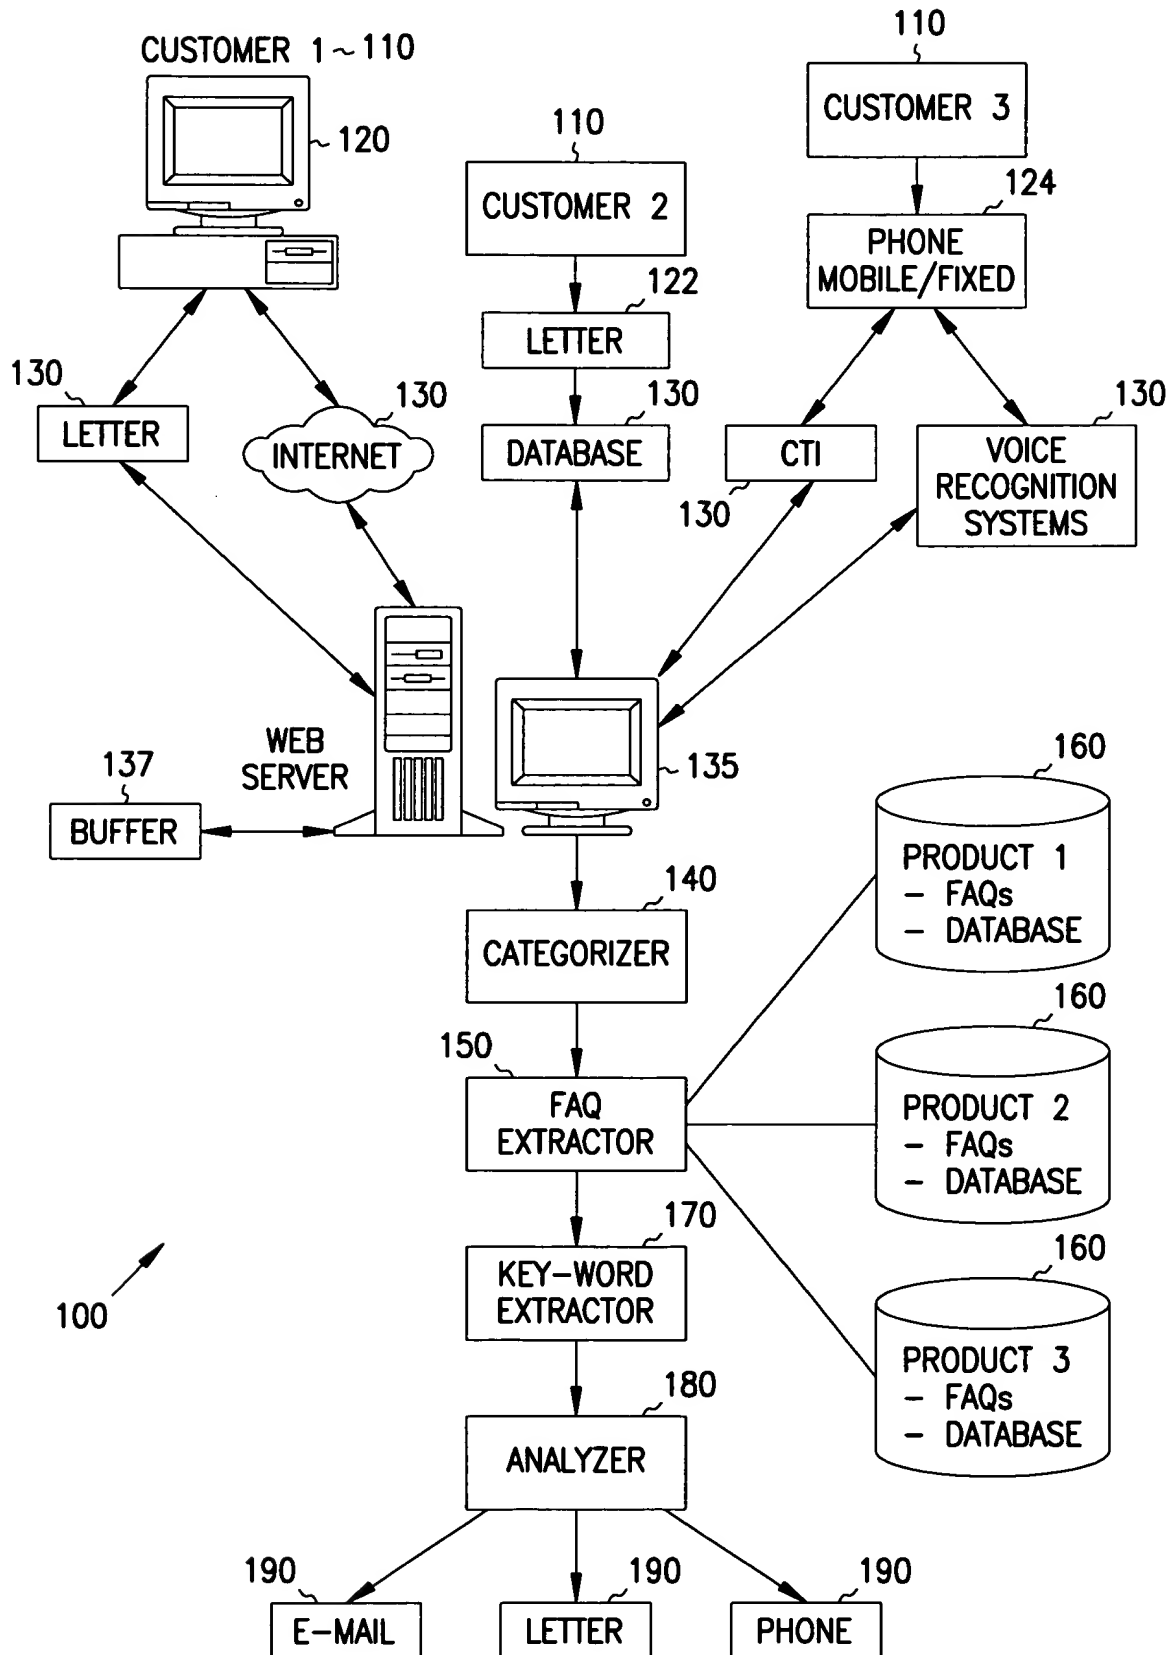 CUSTOMER 1 ~ 110
120
110
CUSTOMER 2
110
CUSTOMER 3
124
PHONE
MOBILE/FIXED
122
LETTER
130
LETTER
130
INTERNET
130
DATABASE
CTI
130
130
VOICE
RECOGNITION
SYSTEMS
WEB
SERVER
135
137
BUFFER
140
CATEGORIZER
150
FAQ
EXTRACTOR
160
PRODUCT 1
- FAQs
- DATABASE
160
PRODUCT 2
- FAQs
- DATABASE
160
PRODUCT 3
- FAQs
- DATABASE
170
KEY-WORD
EXTRACTOR
100
180
ANALYZER
190
E-MAIL
190
LETTER
190
PHONE